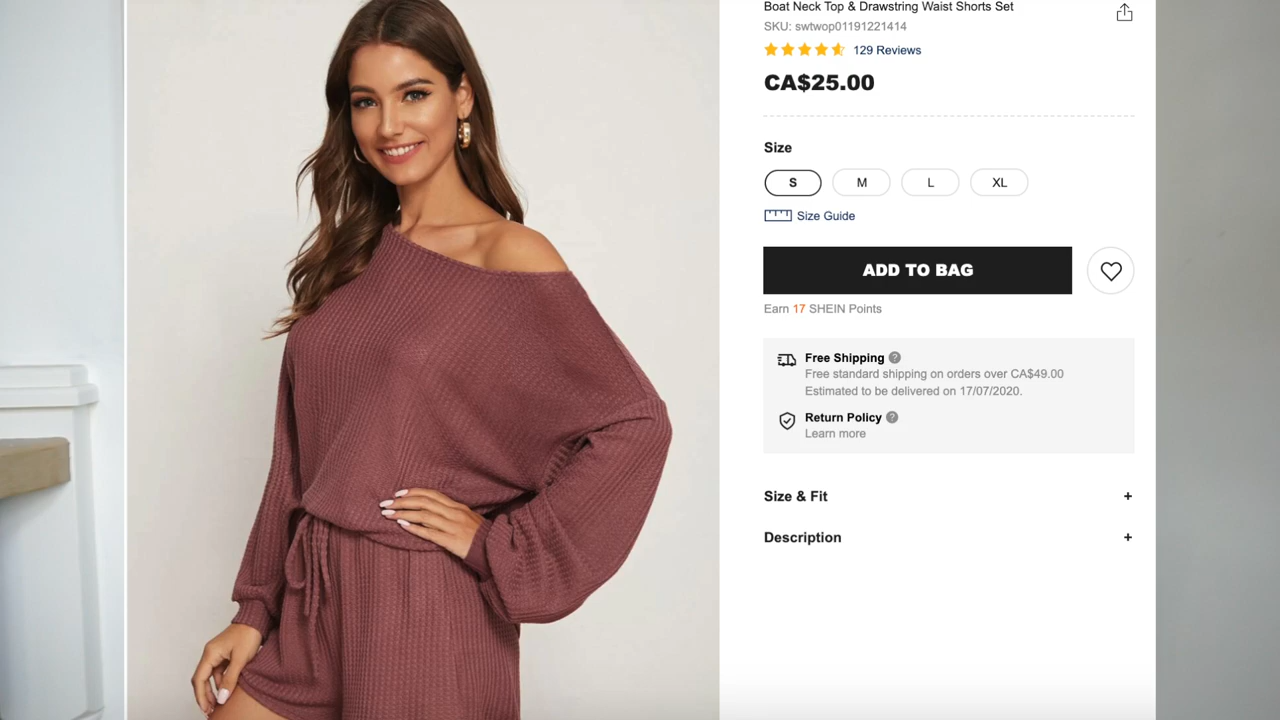 Boat Neck Top & Drawstring Waist Shorts Set
SKU: swtwop01191221414
129 Reviews
CA$25.00
Size
S
M
L
XL
Size Guide
ADD TO BAG
Earn 17 SHEIN Points
Free Shipping ?
Free standard shipping on orders over CA$49.00
Estimated to be delivered on 17/07/2020.
Return Policy ?
Learn more
Size & Fit +
Description +